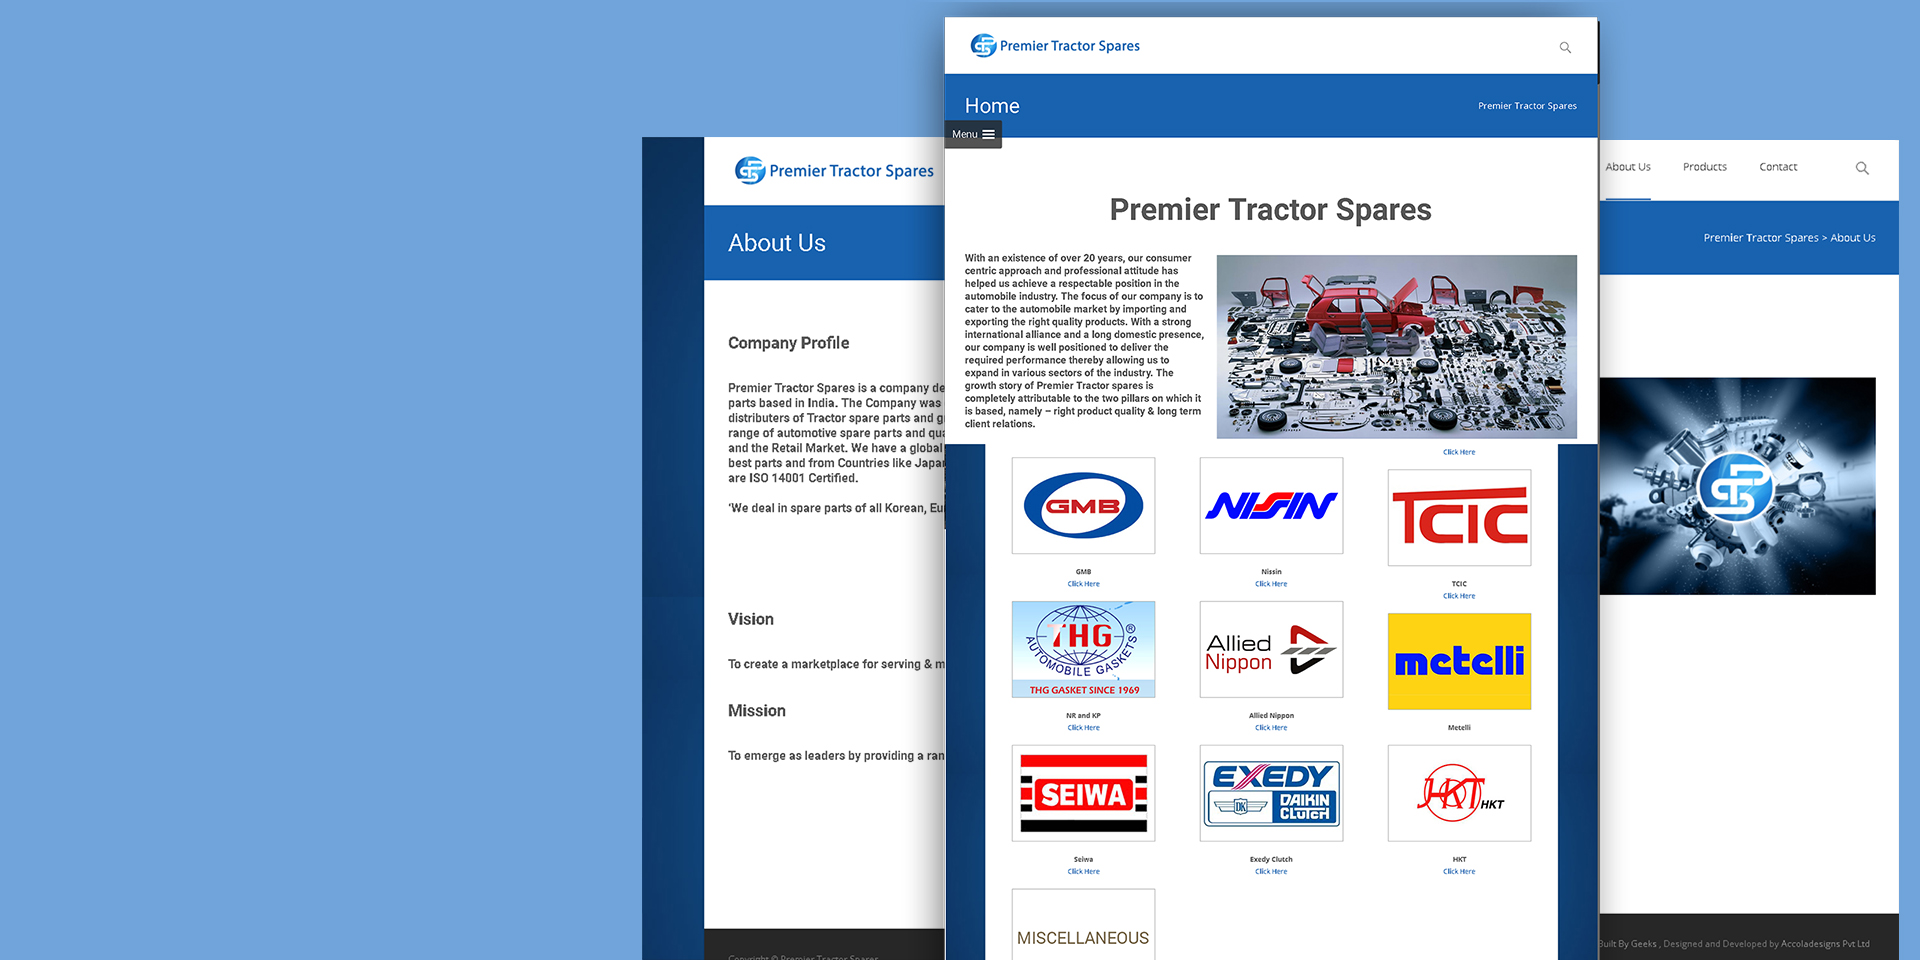 Premier Tractor Spares
Home
Premier Tractor Spares
Menu
Premier Tractor Spares
With an existence of over 20 years, our consumer
centric approach and professional attitude has
helped us achieve a respectable position in the
automobile industry. The focus of our company is to
cater to the automobile market by importing and
exporting the right quality products. With a strong
international alliance and a long domestic presence,
our company is well positioned to deliver the
required performance thereby allowing us to
expand in various sectors of the industry. The
growth story of Premier Tractor spares is
completely attributable to the two pillars on which it
is based, namely – right product quality & long term
client relations.
Click Here
GMB
NISSIN
TCIC
GMB
Click Here
Nissin
Click Here
TCIC
Click Here
THG ®
AUTOMOBILE GASKETS
THG GASKET SINCE 1969
Allied
Nippon
metelli
NR and KP
Click Here
Allied Nippon
Click Here
Metelli
SEIWA
EXEDY
DK
DAIKIN
CLUTCH
HKT HKT
Seiwa
Click Here
Exedy Clutch
Click Here
HKT
Click Here
MISCELLANEOUS
Premier Tractor Spares
About Us
Company Profile
Premier Tractor Spares is a company de
parts based in India. The Company was
distributers of Tractor spare parts and g
range of automotive spare parts and qua
and the Retail Market. We have a global
best parts and from Countries like Japa
are ISO 14001 Certified.
'We deal in spare parts of all Korean, Eu
Vision
To create a marketplace for serving & m
Mission
To emerge as leaders by providing a ran
Copyright © Premier Tractor Spares
About Us Products Contact
Premier Tractor Spares > About Us
Built By Geeks , Designed and Developed by Accoladesigns Pvt Ltd